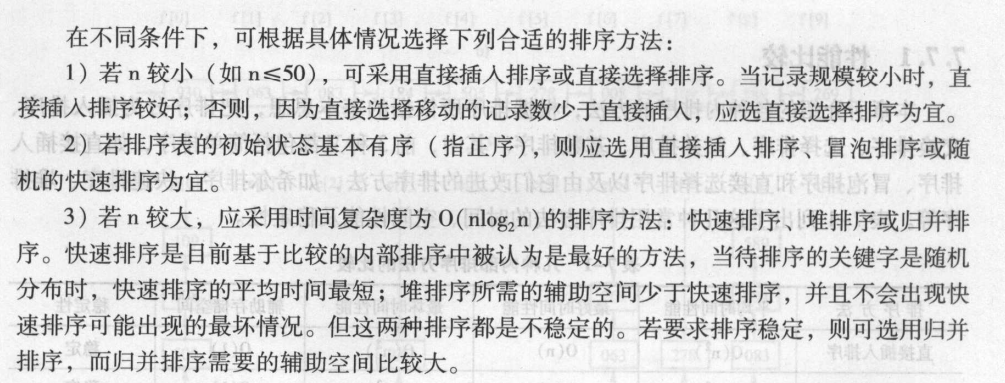 在不同条件下，可根据具体情况选择下列合适的排序方法：
1）若 n 较小（如 n≤50），可采用直接插入排序或直接选择排序。当记录规模较小时，直
接插入排序较好；否则，因为直接选择移动的记录数少于直接插入，应选直接选择排序为宜。
2）若排序表的初始状态基本有序（指正序），则应选用直接插入排序、冒泡排序或随
机的快速排序为宜。
3）若 n 较大，应采用时间复杂度为 O(nlog₂n)的排序方法：快速排序、堆排序或归并排
序。快速排序是目前基于比较的内部排序中被认为是最好的方法，当待排序的关键字是随机
分布时，快速排序的平均时间最短；堆排序所需的辅助空间少于快速排序，并且不会出现快
速排序可能出现的最坏情况。但这两种排序都是不稳定的。若要求排序稳定，则可选用归并
排序，而归并排序需要的辅助空间比较大。